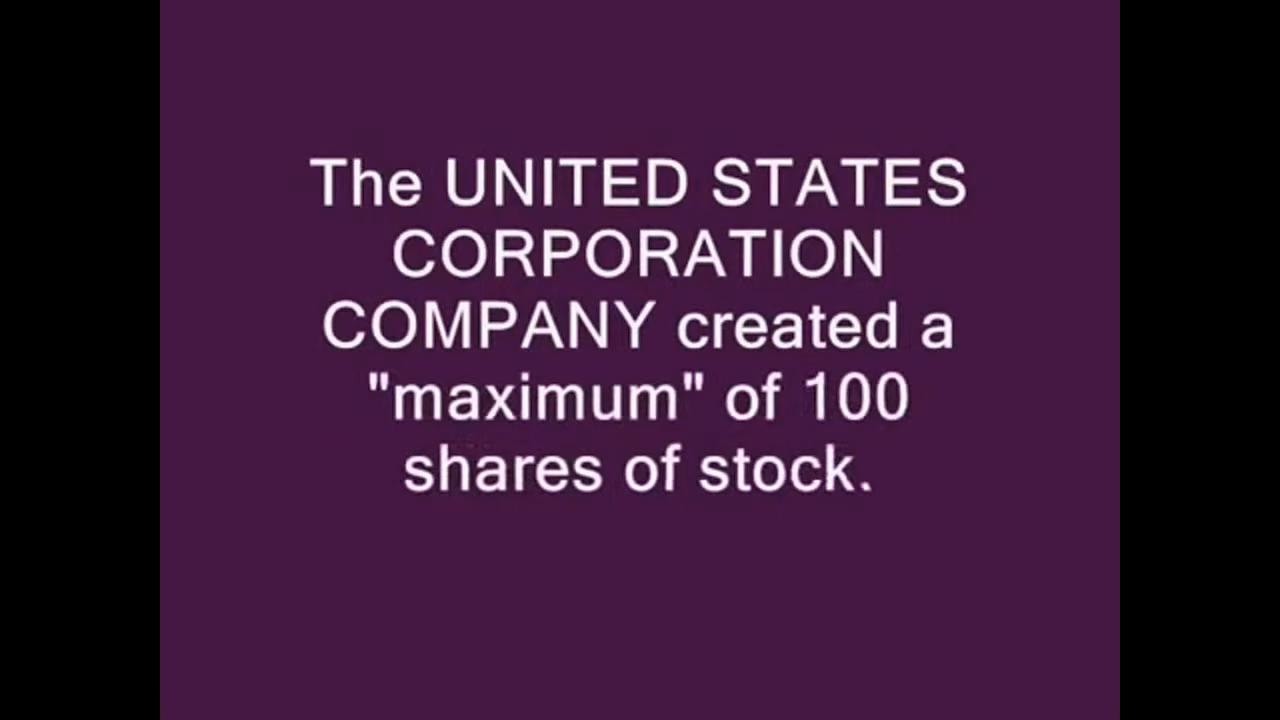 The UNITED STATES
CORPORATION
COMPANY created a
"maximum" of 100
shares of stock.